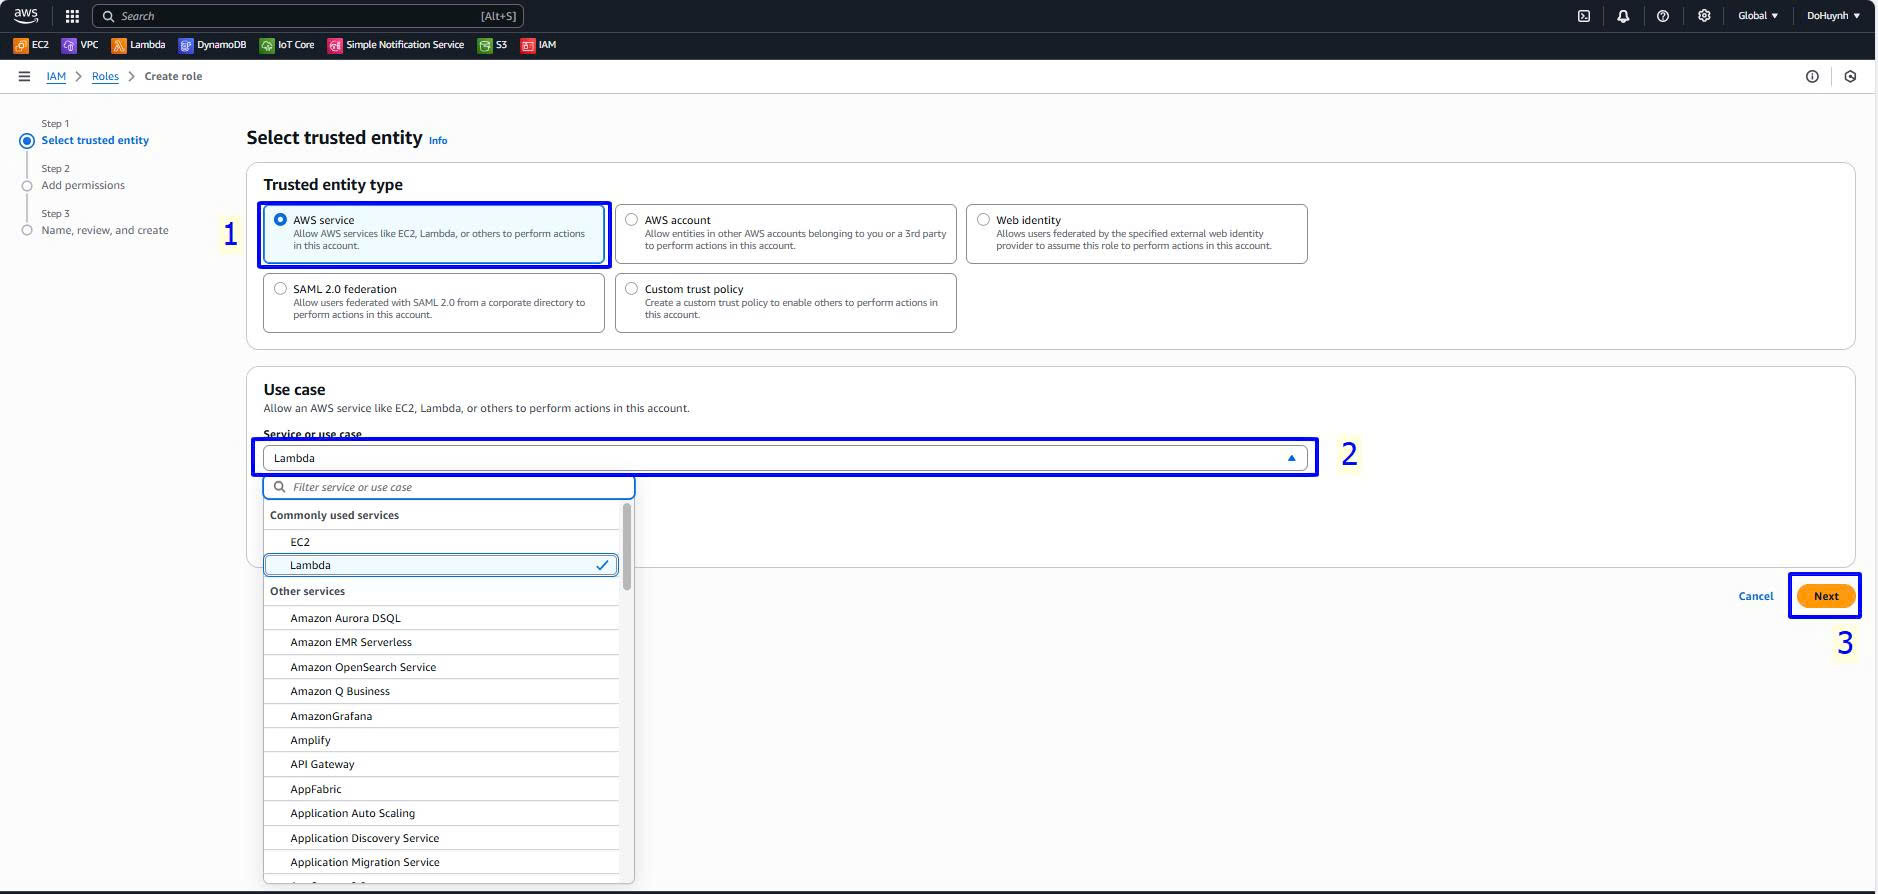 aws
Search
[Alt+S]
Global
DoHuynh
EC2
VPC
Lambda
DynamoDB
IoT Core
Simple Notification Service
S3
IAM
IAM
Roles
Create role
Step 1
Select trusted entity
Step 2
Add permissions
Step 3
Name, review, and create
Select trusted entity Info
Trusted entity type
1
AWS service
Allow AWS services like EC2, Lambda, or others to perform actions
in this account.
AWS account
Allow entities in other AWS accounts belonging to you or a 3rd party
to perform actions in this account.
Web identity
Allows users federated by the specified external web identity
provider to assume this role to perform actions in this account.
SAML 2.0 federation
Allow users federated with SAML 2.0 from a corporate directory to
perform actions in this account.
Custom trust policy
Create a custom trust policy to enable others to perform actions in
this account.
Use case
Allow an AWS service like EC2, Lambda, or others to perform actions in this account.
Service or use case
Lambda
2
Filter service or use case
Commonly used services
EC2
Lambda
Other services
Amazon Aurora DSQL
Amazon EMR Serverless
Amazon OpenSearch Service
Amazon Q Business
AmazonGrafana
Amplify
API Gateway
AppFabric
Application Auto Scaling
Application Discovery Service
Application Migration Service
Cancel
Next
3